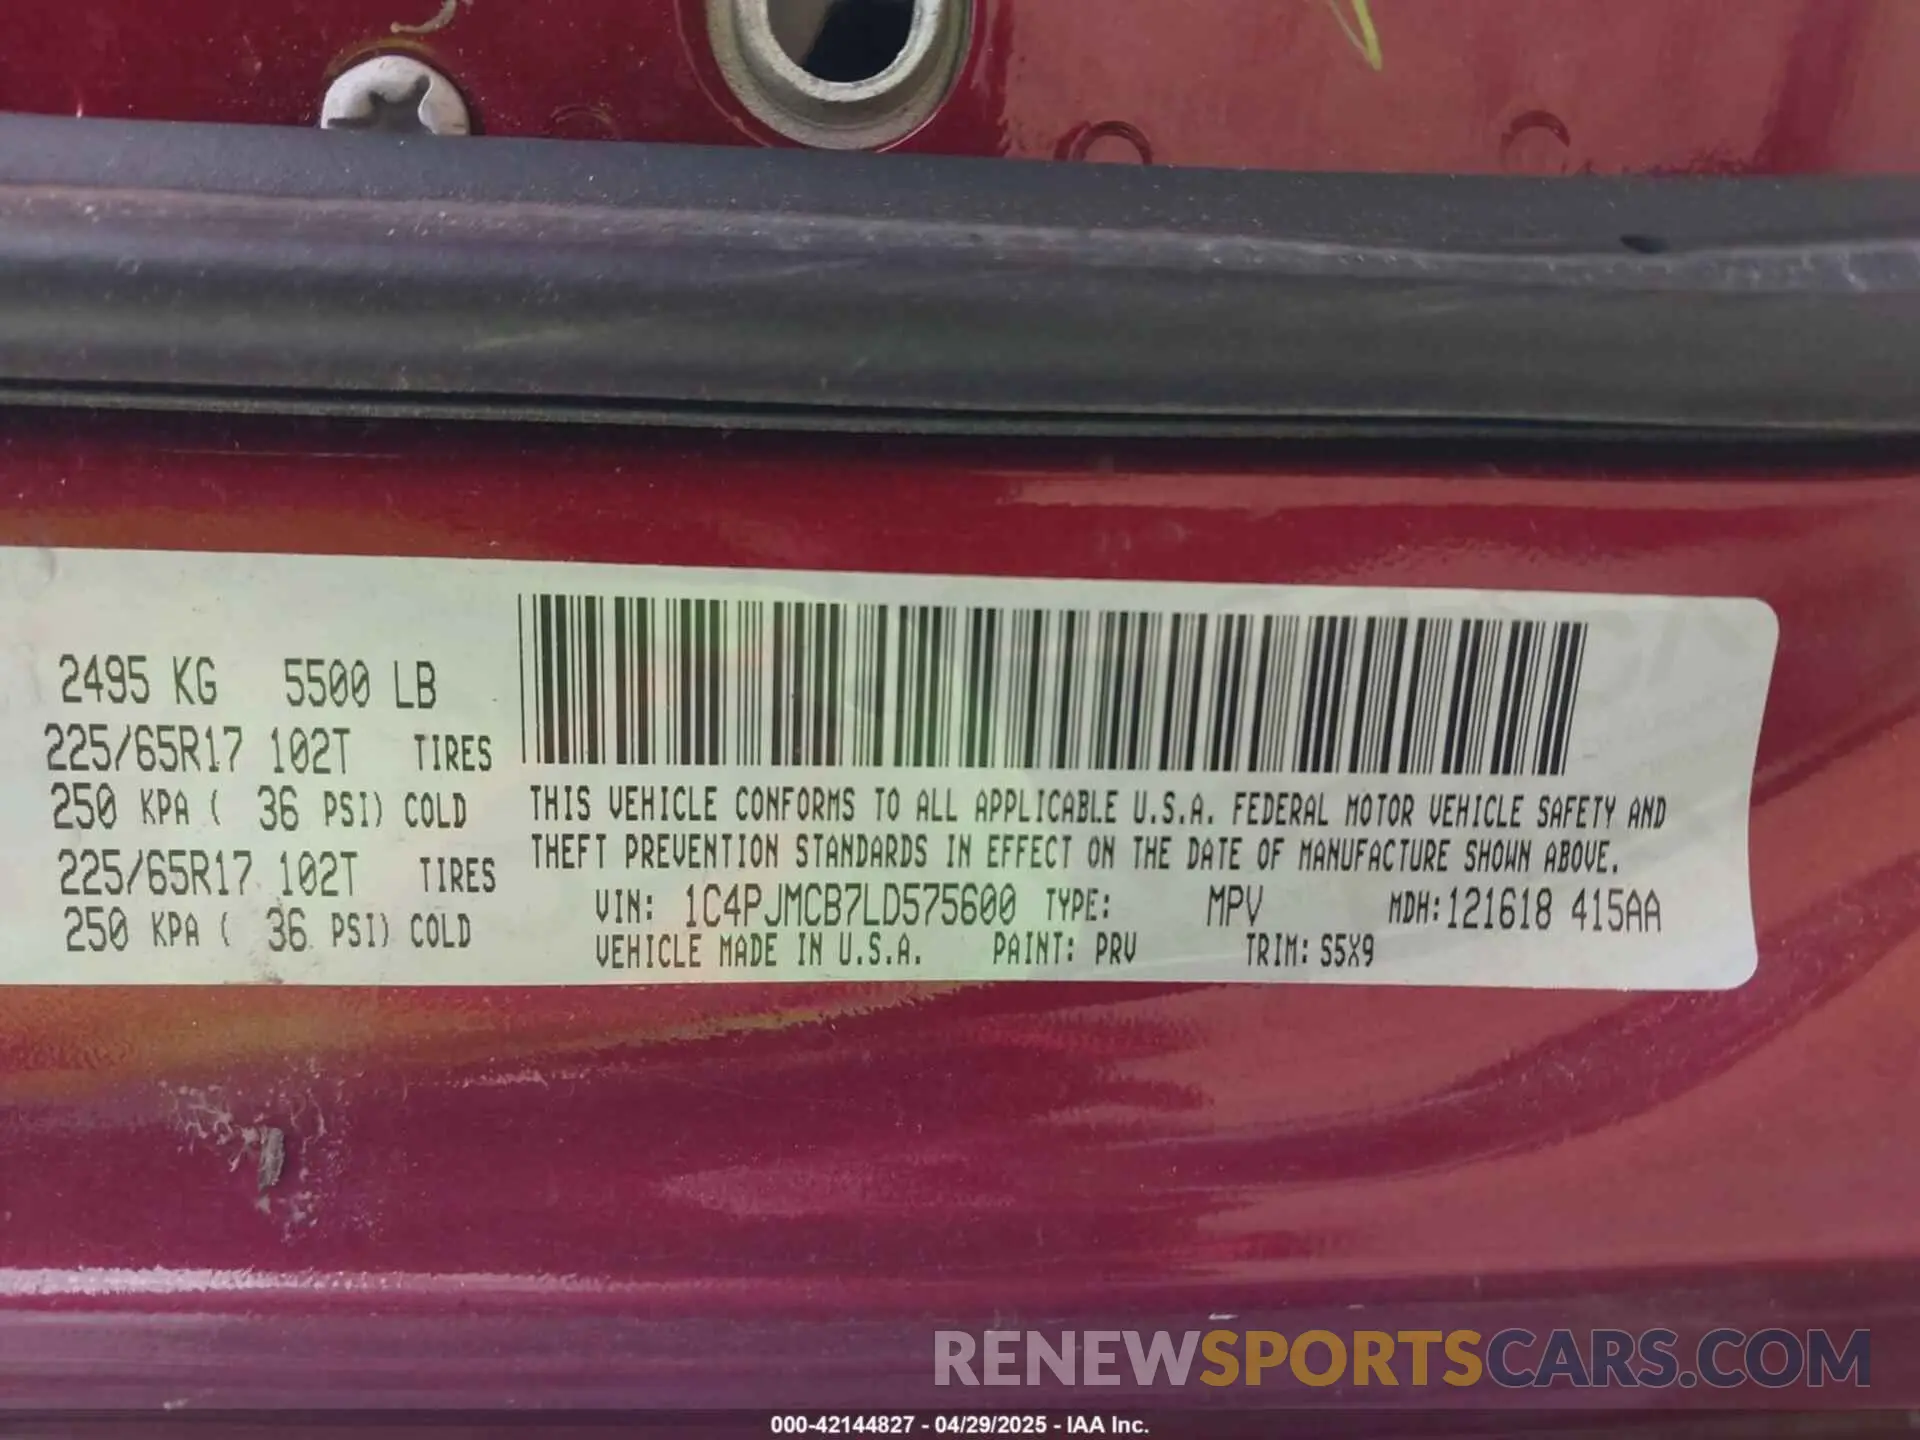 2495 KG 5500 LB
225/65R17 102T TIRES
250 KPA ( 36 PSI) COLD
225/65R17 102T TIRES
250 KPA ( 36 PSI) COLD
THIS VEHICLE CONFORMS TO ALL APPLICABLE U.S.A. FEDERAL MOTOR VEHICLE SAFETY AND
THEFT PREVENTION STANDARDS IN EFFECT ON THE DATE OF MANUFACTURE SHOWN ABOVE.
VIN: 1C4PJMCB7LD575600 TYPE: MPV MDH:121618 415AA
VEHICLE MADE IN U.S.A. PAINT: PRV TRIM: S5X9
RENEWSPORTSCARS.COM
000-42144827 - 04/29/2025 - IAA Inc.